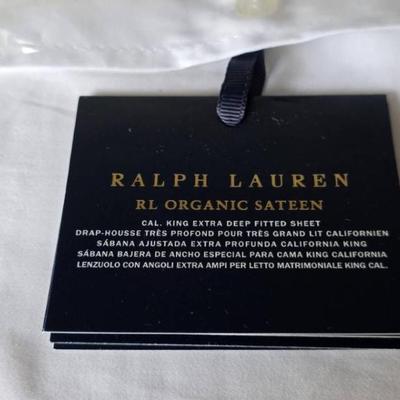 RALPH LAUREN
RL ORGANIC SATEEN
CAL. KING EXTRA DEEP FITTED SHEET
DRAP-HOUSSE TRÈS PROFOND POUR TRÈS GRAND LIT CALIFORNIEN
SÁBANA AJUSTADA EXTRA PROFUNDA CALIFORNIA KING
SÁBANA BAJERA DE ANCHO ESPECIAL PARA CAMA KING CALIFORNIA
LENZUOLO CON ANGOLI EXTRA AMPI PER LETTO MATRIMONIALE KING CAL.